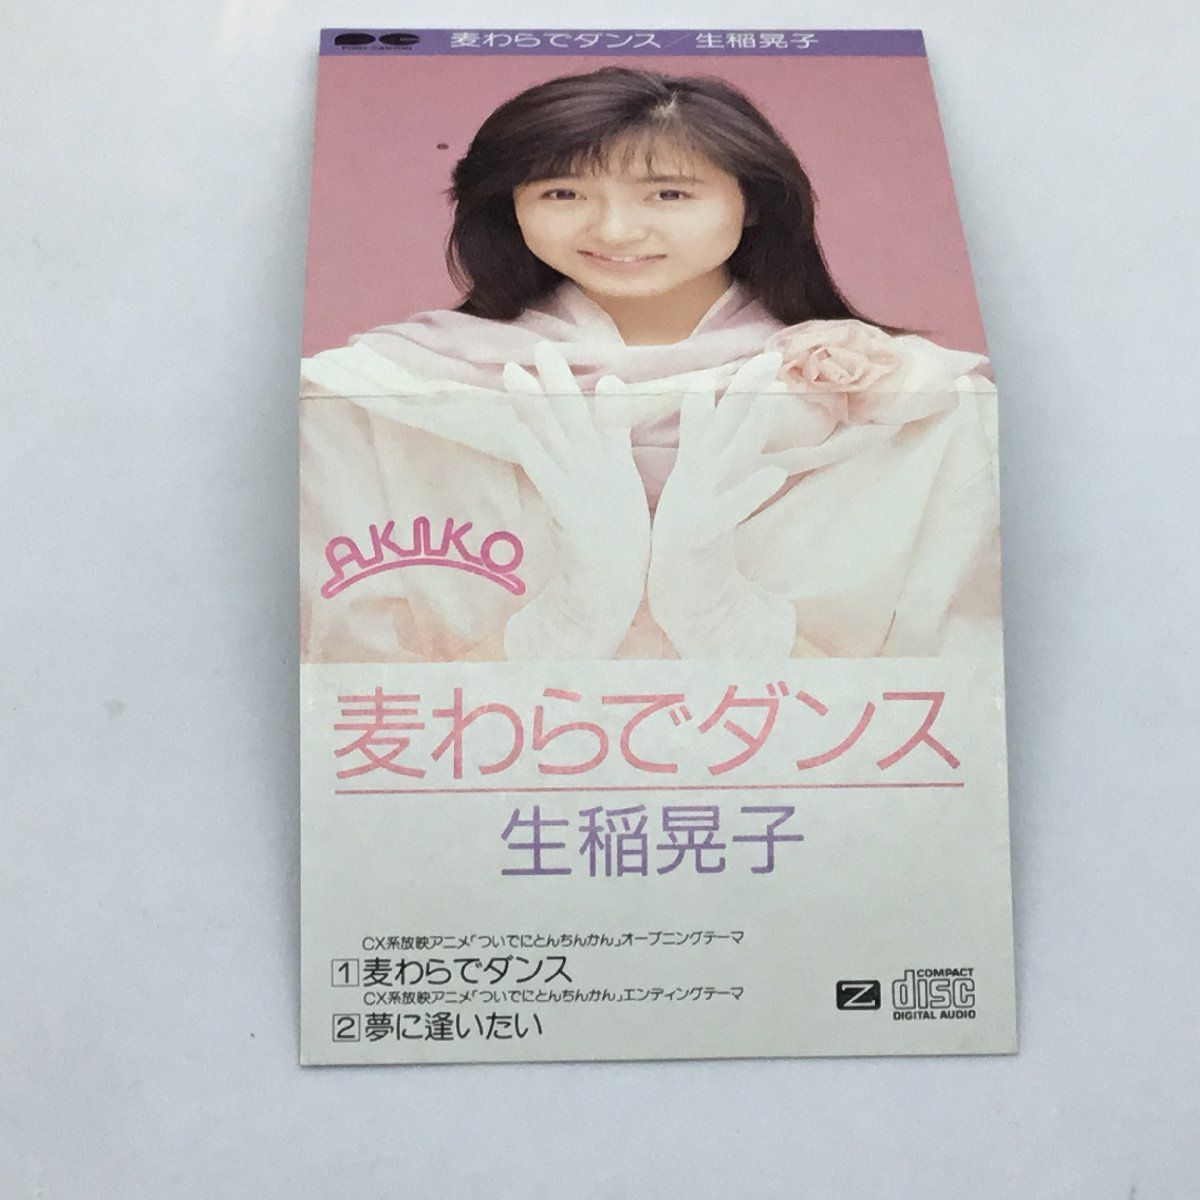 PONY CANYON
麦わらでダンス／生稲晃子
AKIKO
麦わらでダンス
生稲晃子
CX系放映アニメ「ついでにとんちんかん」オープニングテーマ
1 麦わらでダンス
CX系放映アニメ「ついでにとんちんかん」エンディングテーマ
2 夢に逢いたい
Z
COMPACT
disc
DIGITAL AUDIO